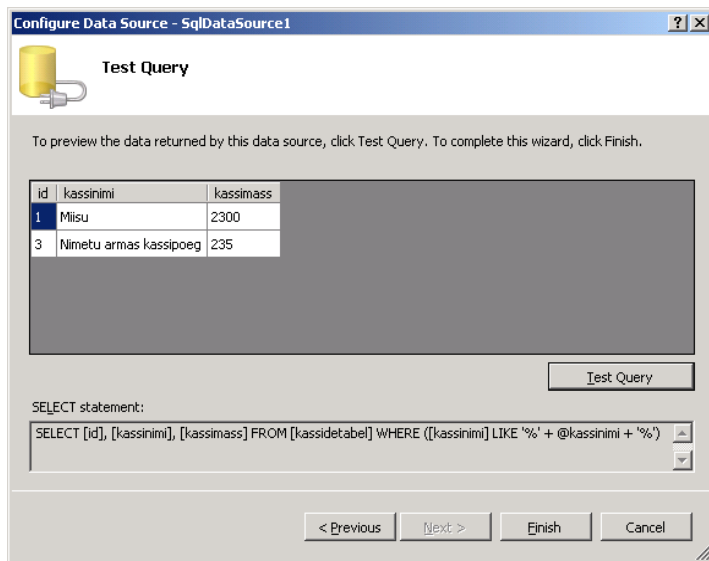 Configure Data Source - SqlDataSource1
Test Query
To preview the data returned by this data source, click Test Query. To complete this wizard, click Finish.
id kassinimi kassimass
1 Miisu 2300
3 Nimetu armas kassipoeg 235
Test Query
SELECT statement:
SELECT [id], [kassinimi], [kassimass] FROM [kassidetabel] WHERE ([kassinimi] LIKE '%' + @kassinimi + '%')
< Previous Next > Finish Cancel